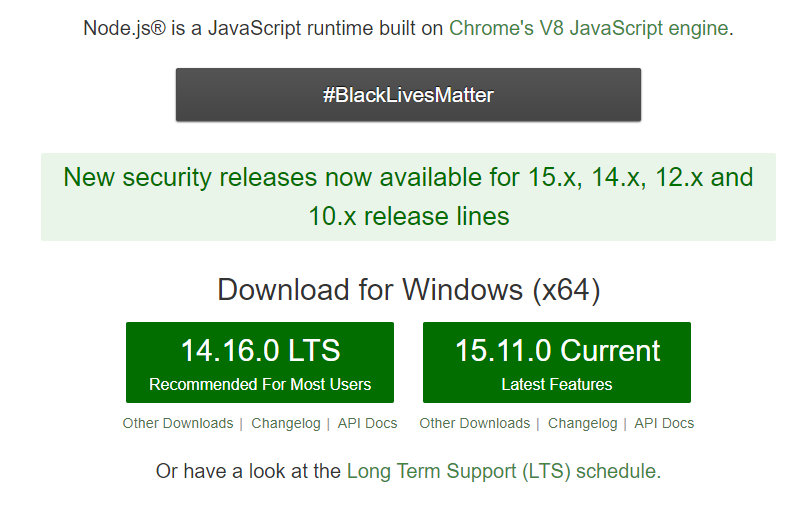 Node.js® is a JavaScript runtime built on Chrome's V8 JavaScript engine.
#BlackLivesMatter
New security releases now available for 15.x, 14.x, 12.x and
10.x release lines
Download for Windows (x64)
14.16.0 LTS
Recommended For Most Users
15.11.0 Current
Latest Features
Other Downloads | Changelog | API Docs
Other Downloads | Changelog | API Docs
Or have a look at the Long Term Support (LTS) schedule.